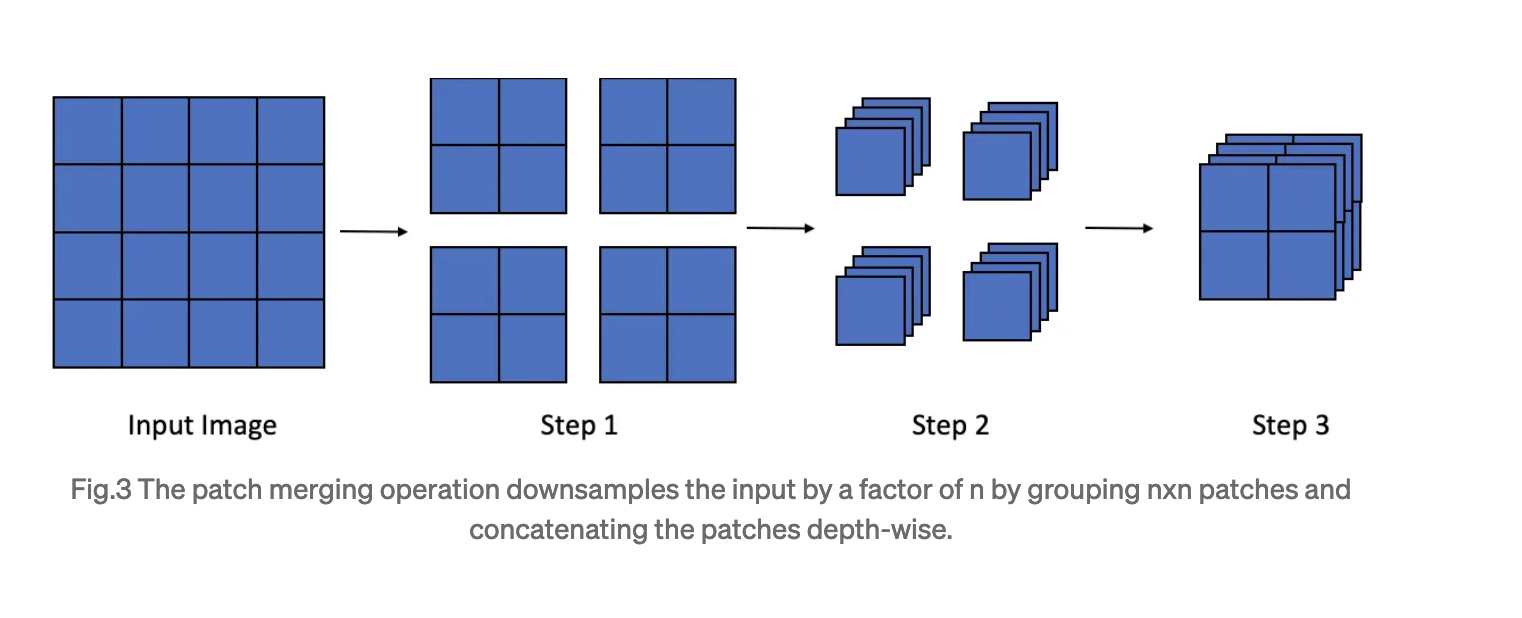 Input Image
Step 1
Step 2
Step 3
Fig.3 The patch merging operation downsamples the input by a factor of n by grouping nxn patches and
concatenating the patches depth-wise.